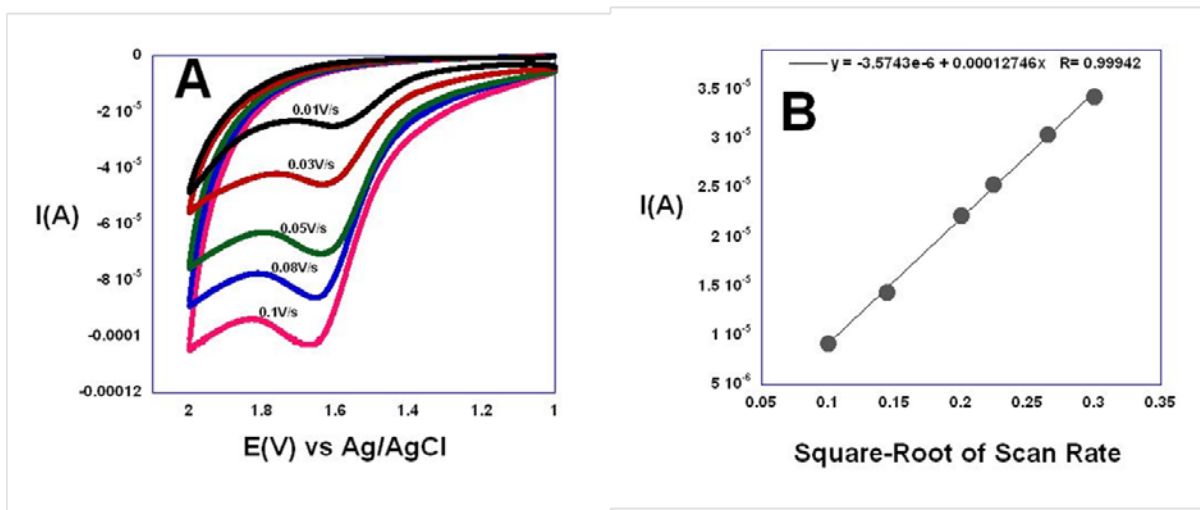 A
0
-2 10⁻⁵
-4 10⁻⁵
-6 10⁻⁵
-8 10⁻⁵
-0.0001
-0.00012
I(A)
0.01V/s
0.03V/s
0.05V/s
0.08V/s
0.1V/s
2 1.8 1.6 1.4 1.2 1
E(V) vs Ag/AgCl
B
y = -3.5743e-6 + 0.00012746x R= 0.99942
3.5 10⁻⁵
3 10⁻⁵
2.5 10⁻⁵
2 10⁻⁵
1.5 10⁻⁵
1 10⁻⁵
5 10⁻⁶
I(A)
0.05 0.1 0.15 0.2 0.25 0.3 0.35
Square-Root of Scan Rate